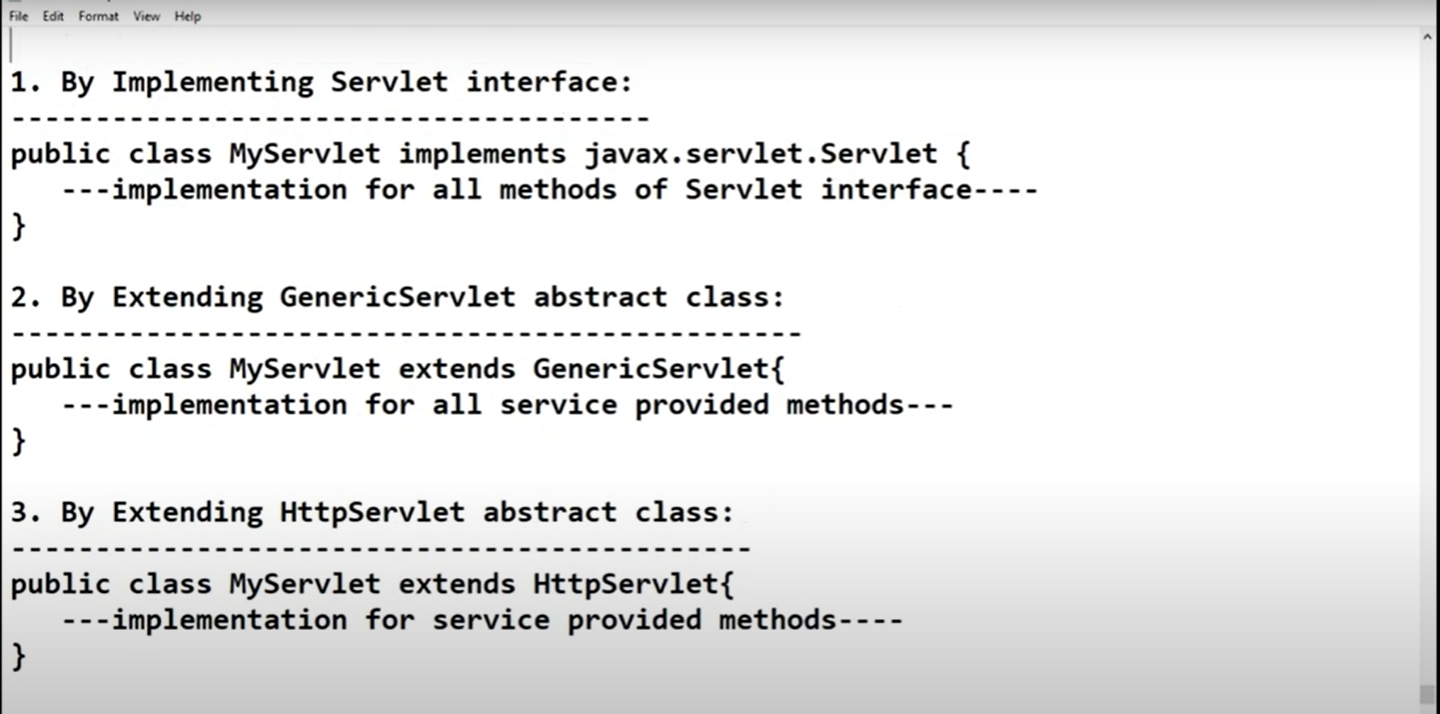 File Edit Format View Help
1. By Implementing Servlet interface:
--------------------------------------
public class MyServlet implements javax.servlet.Servlet {
   ---implementation for all methods of Servlet interface----
}
2. By Extending GenericServlet abstract class:
-----------------------------------------------
public class MyServlet extends GenericServlet{
   ---implementation for all service provided methods---
}
3. By Extending HttpServlet abstract class:
--------------------------------------------
public class MyServlet extends HttpServlet{
   ---implementation for service provided methods----
}